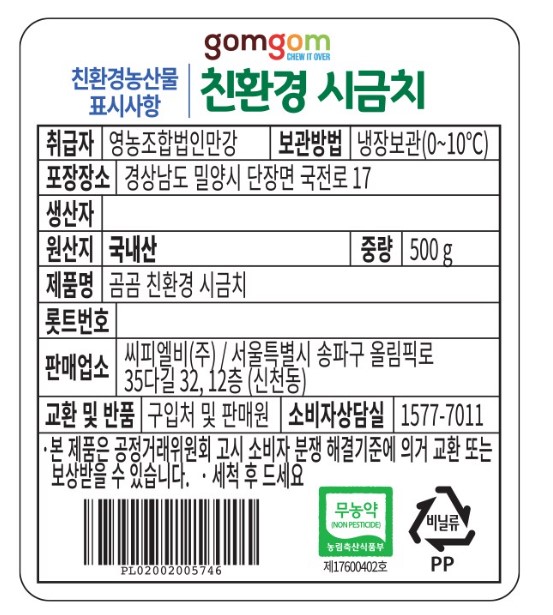 gomgom
CHEW IT OVER
친환경농산물
표시사항
친환경 시금치
취급자 영농조합법인만강 보관방법 냉장보관(0~10℃)
포장장소 경상남도 밀양시 단장면 국전로 17
생산자
원산지 국내산 중량 500 g
제품명 곰곰 친환경 시금치
롯트번호
판매업소 씨피엘비(주) / 서울특별시 송파구 올림픽로
35다길 32, 12층 (신천동)
교환 및 반품 구입처 및 판매원 소비자상담실 1577-7011
·본 제품은 공정거래위원회 고시 소비자 분쟁 해결기준에 의거 교환 또는
보상받을 수 있습니다. ·세척 후 드세요
PL02002005746
무농약
(NON PESTICIDE)
농림축산식품부
제17600402호
비닐류
PP